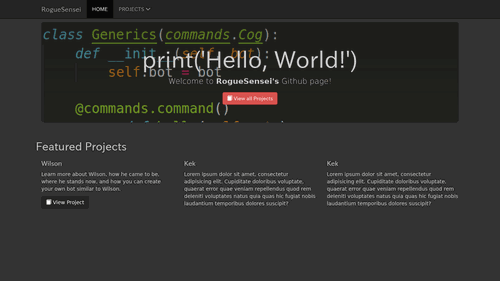 RogueSensei HOME PROJECTS
class Generics(commands.Cog):
def __init__(self, bot):
self.bot = bot
@commands.command()
print('Hello, World!')
Welcome to RogueSensei's Github page!
View all Projects
Featured Projects
Wilson
Learn more about Wilson, how he came to be,
where he stands now, and how you can create
your own bot similar to Wilson.
View Project
Kek
Lorem ipsum dolor sit amet, consectetur
adipisicing elit. Cupiditate doloribus voluptate,
quaerat error quae veniam repellendus quod rem
deleniti voluptates natus quia quas hic fugiat nobis
laudantium temporibus dolores suscipit?
Kek
Lorem ipsum dolor sit amet, consectetur
adipisicing elit. Cupiditate doloribus voluptate,
quaerat error quae veniam repellendus quod rem
deleniti voluptates natus quia quas hic fugiat nobis
laudantium temporibus dolores suscipit?